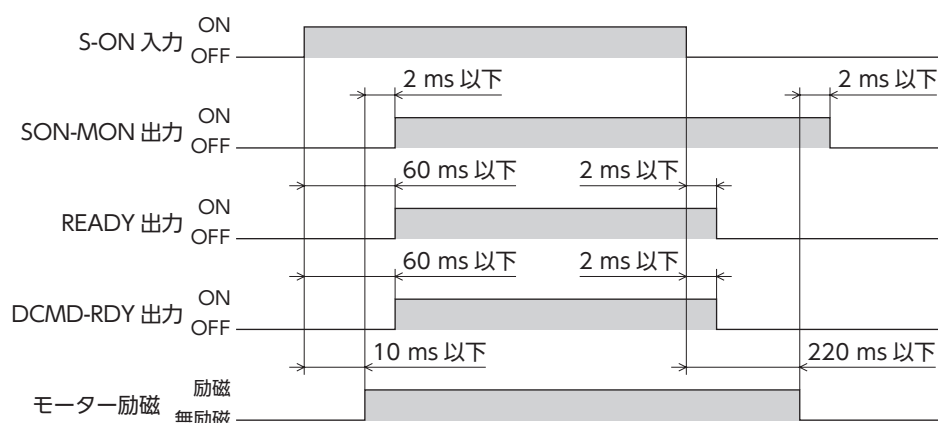 S-ON 入力
ON
OFF
2 ms 以下
2 ms 以下
SON-MON 出力
ON
OFF
60 ms 以下
2 ms 以下
READY 出力
ON
OFF
60 ms 以下
2 ms 以下
DCMD-RDY 出力
ON
OFF
10 ms 以下
220 ms 以下
モーター励磁
励磁
無励磁